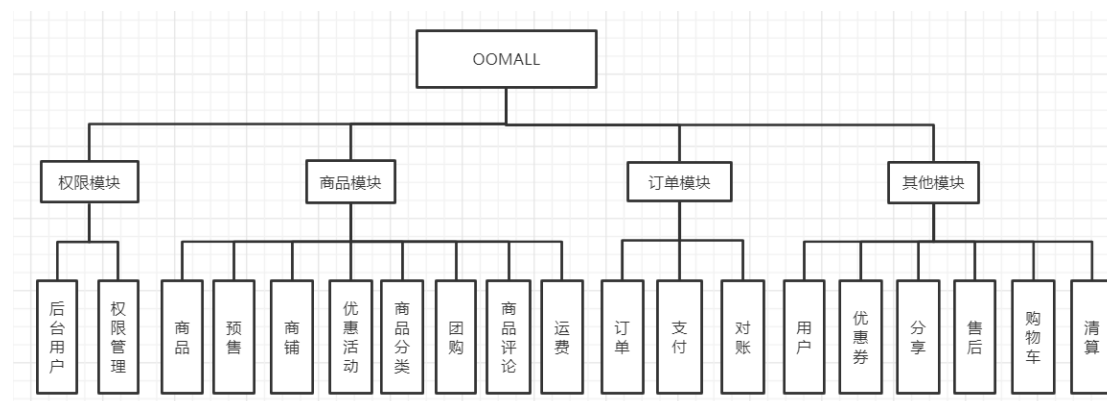 OOMALL
权限模块
商品模块
订单模块
其他模块
后台用户
权限管理
商品
预售
商铺
优惠活动
商品分类
团购
商品评论
运费
订单
支付
对账
用户
优惠券
分享
售后
购物车
清算